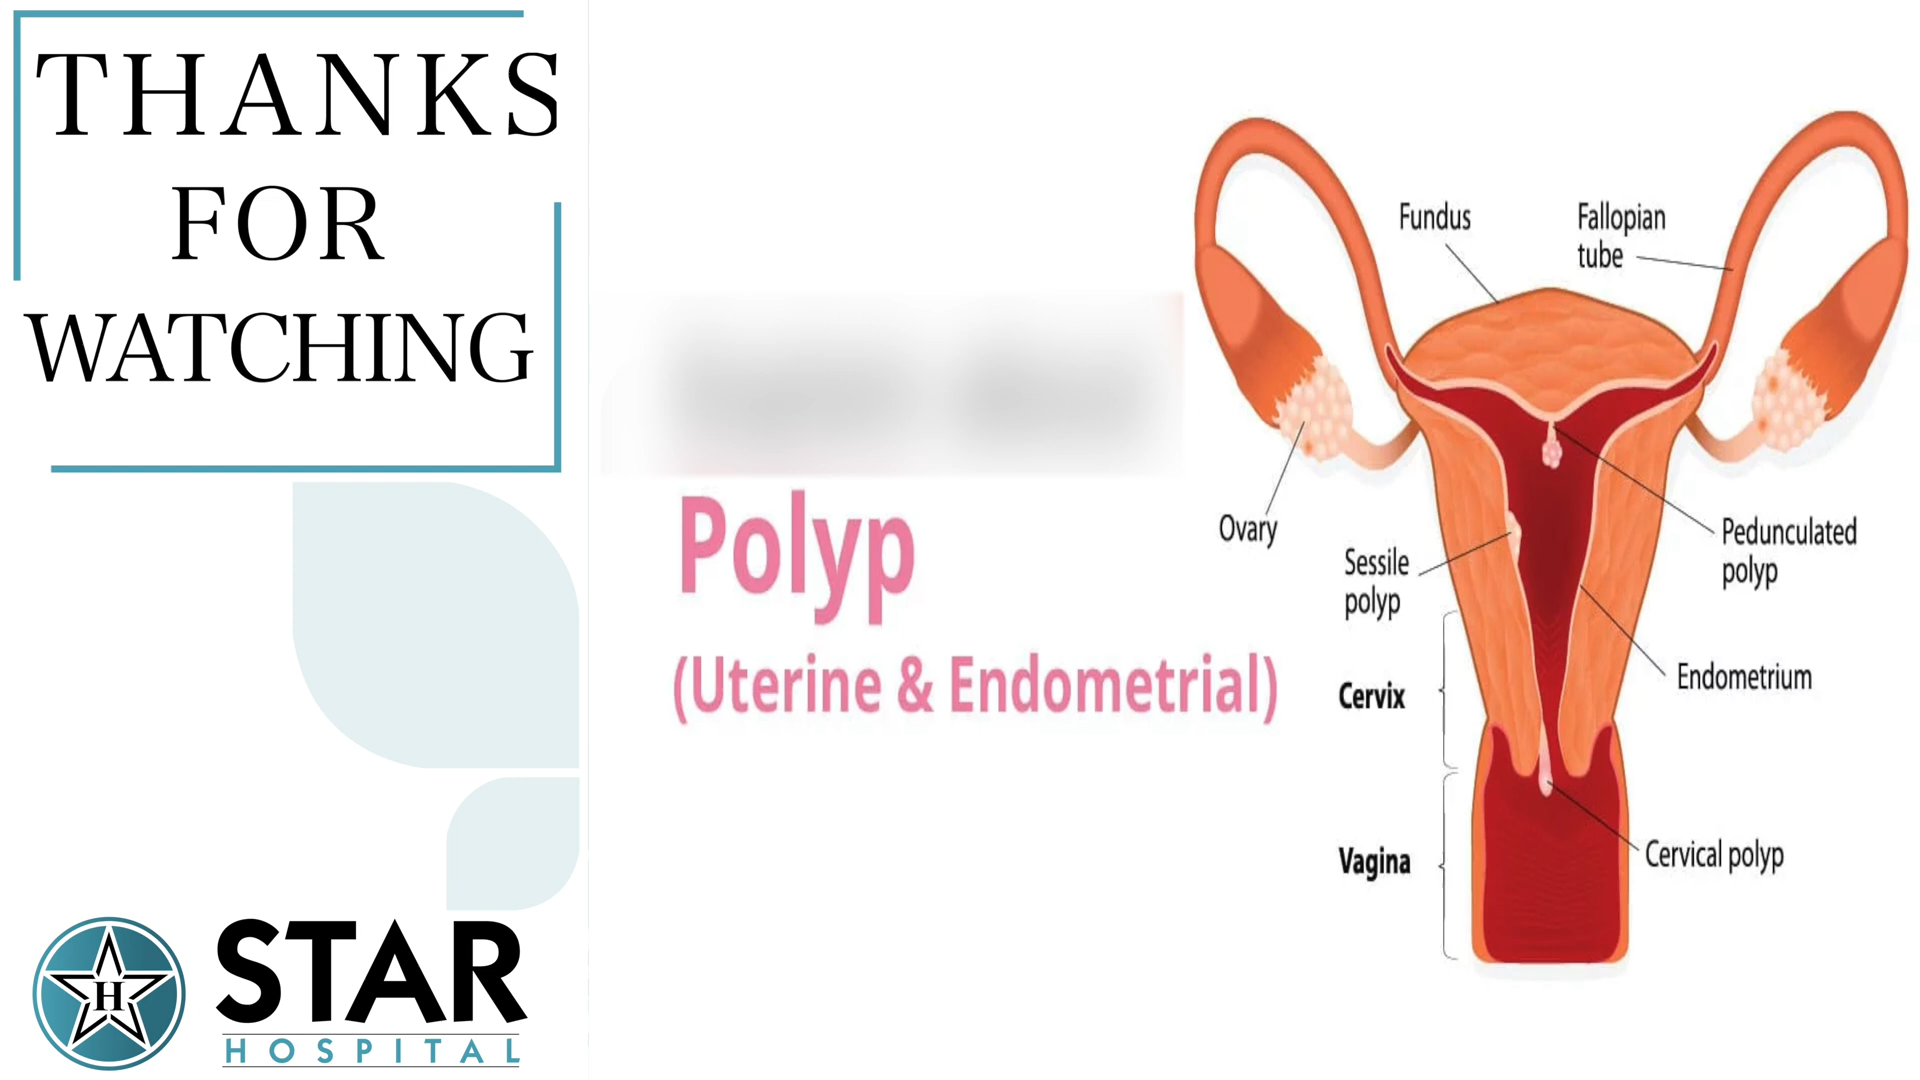 THANKS
FOR
WATCHING
H
STAR
HOSPITAL
Polyp
(Uterine & Endometrial)
Fundus
Fallopian
tube
Ovary
Sessile
polyp
Pedunculated
polyp
Endometrium
Cervix
Vagina
Cervical polyp